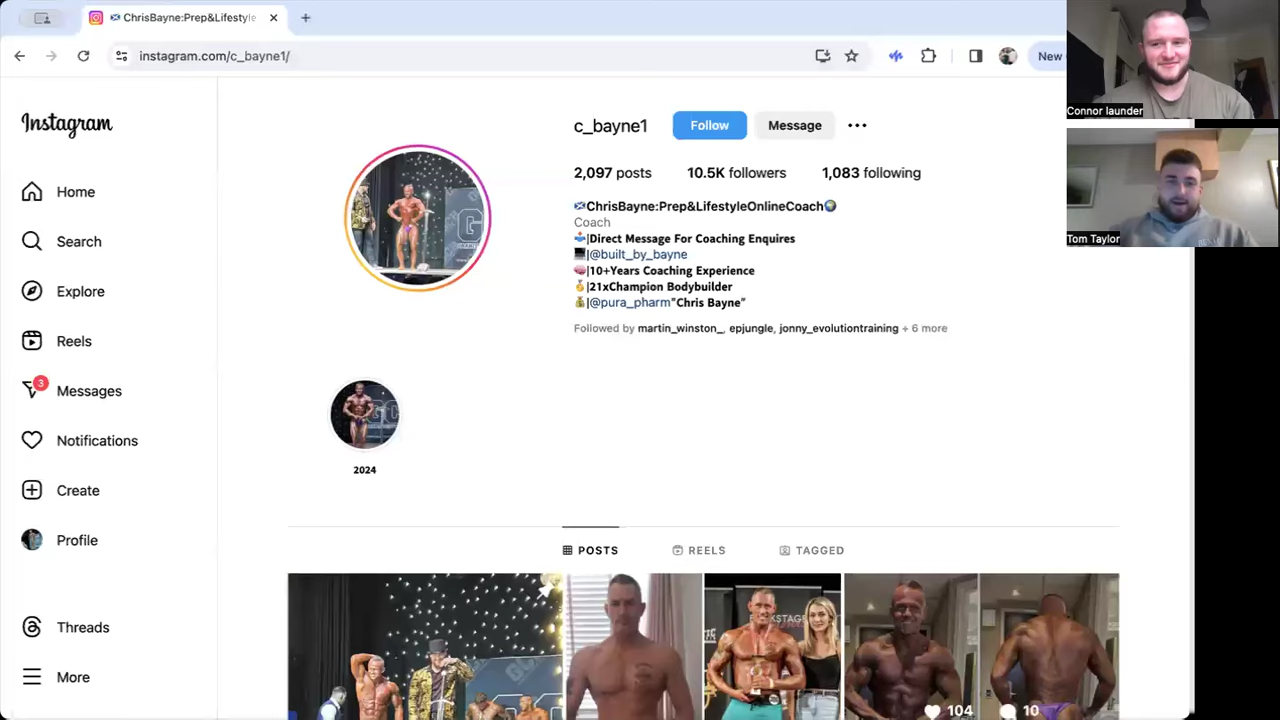 ChrisBayne:Prep&Lifestyle
instagram.com/c_bayne1/
New
Connor launder
Tom Taylor
Instagram
Home
Search
Explore
Reels
3
Messages
Notifications
Create
Profile
Threads
More
c_bayne1
Follow
Message
2,097 posts
10.5K followers
1,083 following
ChrisBayne:Prep&LifestyleOnlineCoach
Coach
|Direct Message For Coaching Enquires
|@built_by_bayne
|10+Years Coaching Experience
|21xChampion Bodybuilder
|@pura_pharm"Chris Bayne"
Followed by martin_winston_, epjungle, jonny_evolutiontraining + 6 more
2024
POSTS
REELS
TAGGED
104
10